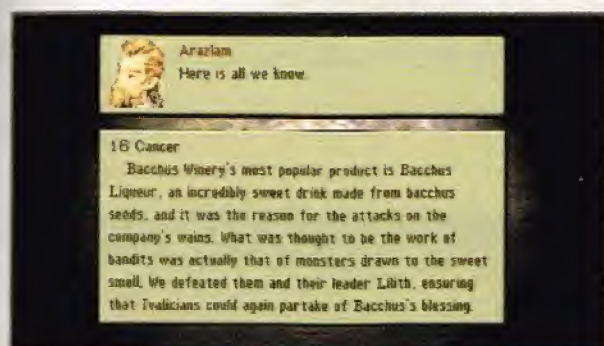 Arazlam
Here is all we know.
16 Cancer
Bacchus Winery's most popular product is Bacchus
Liqueur, an incredibly sweet drink made from bacchus
seeds, and it was the reason for the attacks on the
company's wains. What was thought to be the work of
bandits was actually that of monsters drawn to the sweet
smell. We defeated them and their leader Lilith, ensuring
that Ivalicians could again partake of Bacchus's blessing.